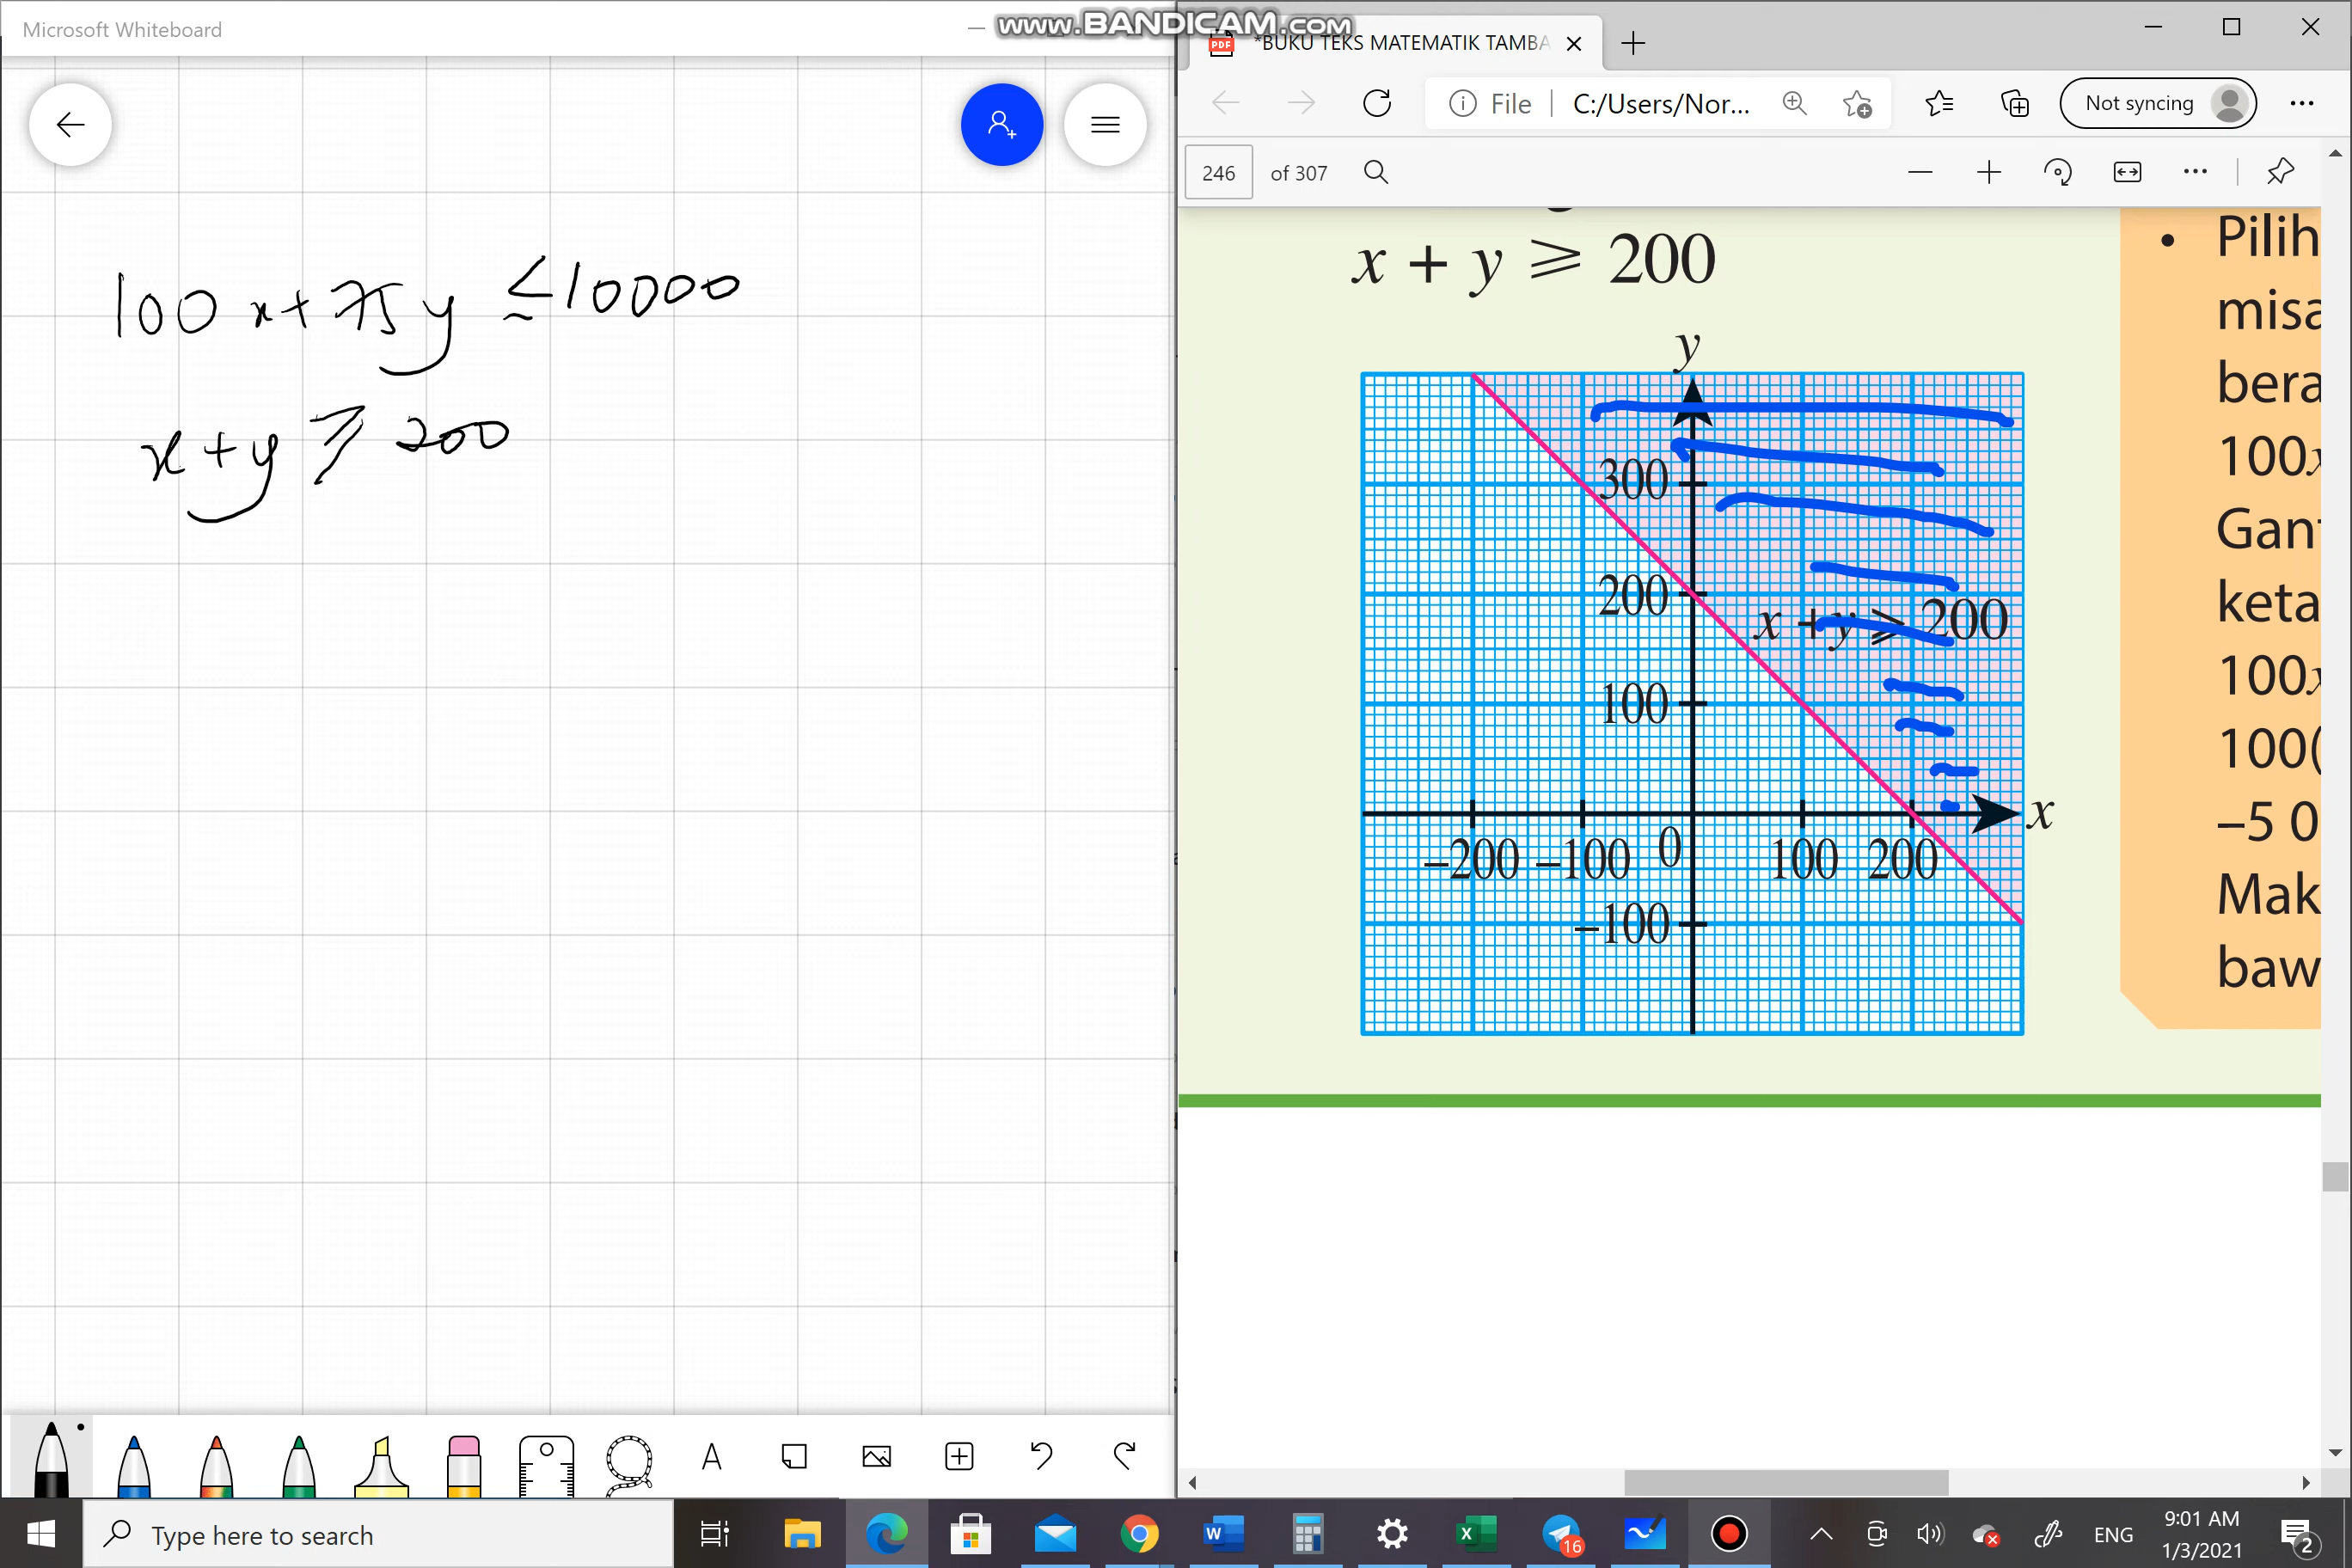 Microsoft Whiteboard
www.BANDICAM.com
*BUKU TEKS MATEMATIK TAMBA
File
C:/Users/Nor...
Not syncing
246 of 307
100x + 75y ≤ 10000
x + y ≥ 200
x + y ⩾ 200
y
300
200
x + y ⩾ 200
100
x
–200 –100 0 100 200
–100
• Pilih
misa
bera
100x
Gan
keta
100x
100(
–5 0
Mak
baw
A
Type here to search
16
ENG
9:01 AM
1/3/2021
2